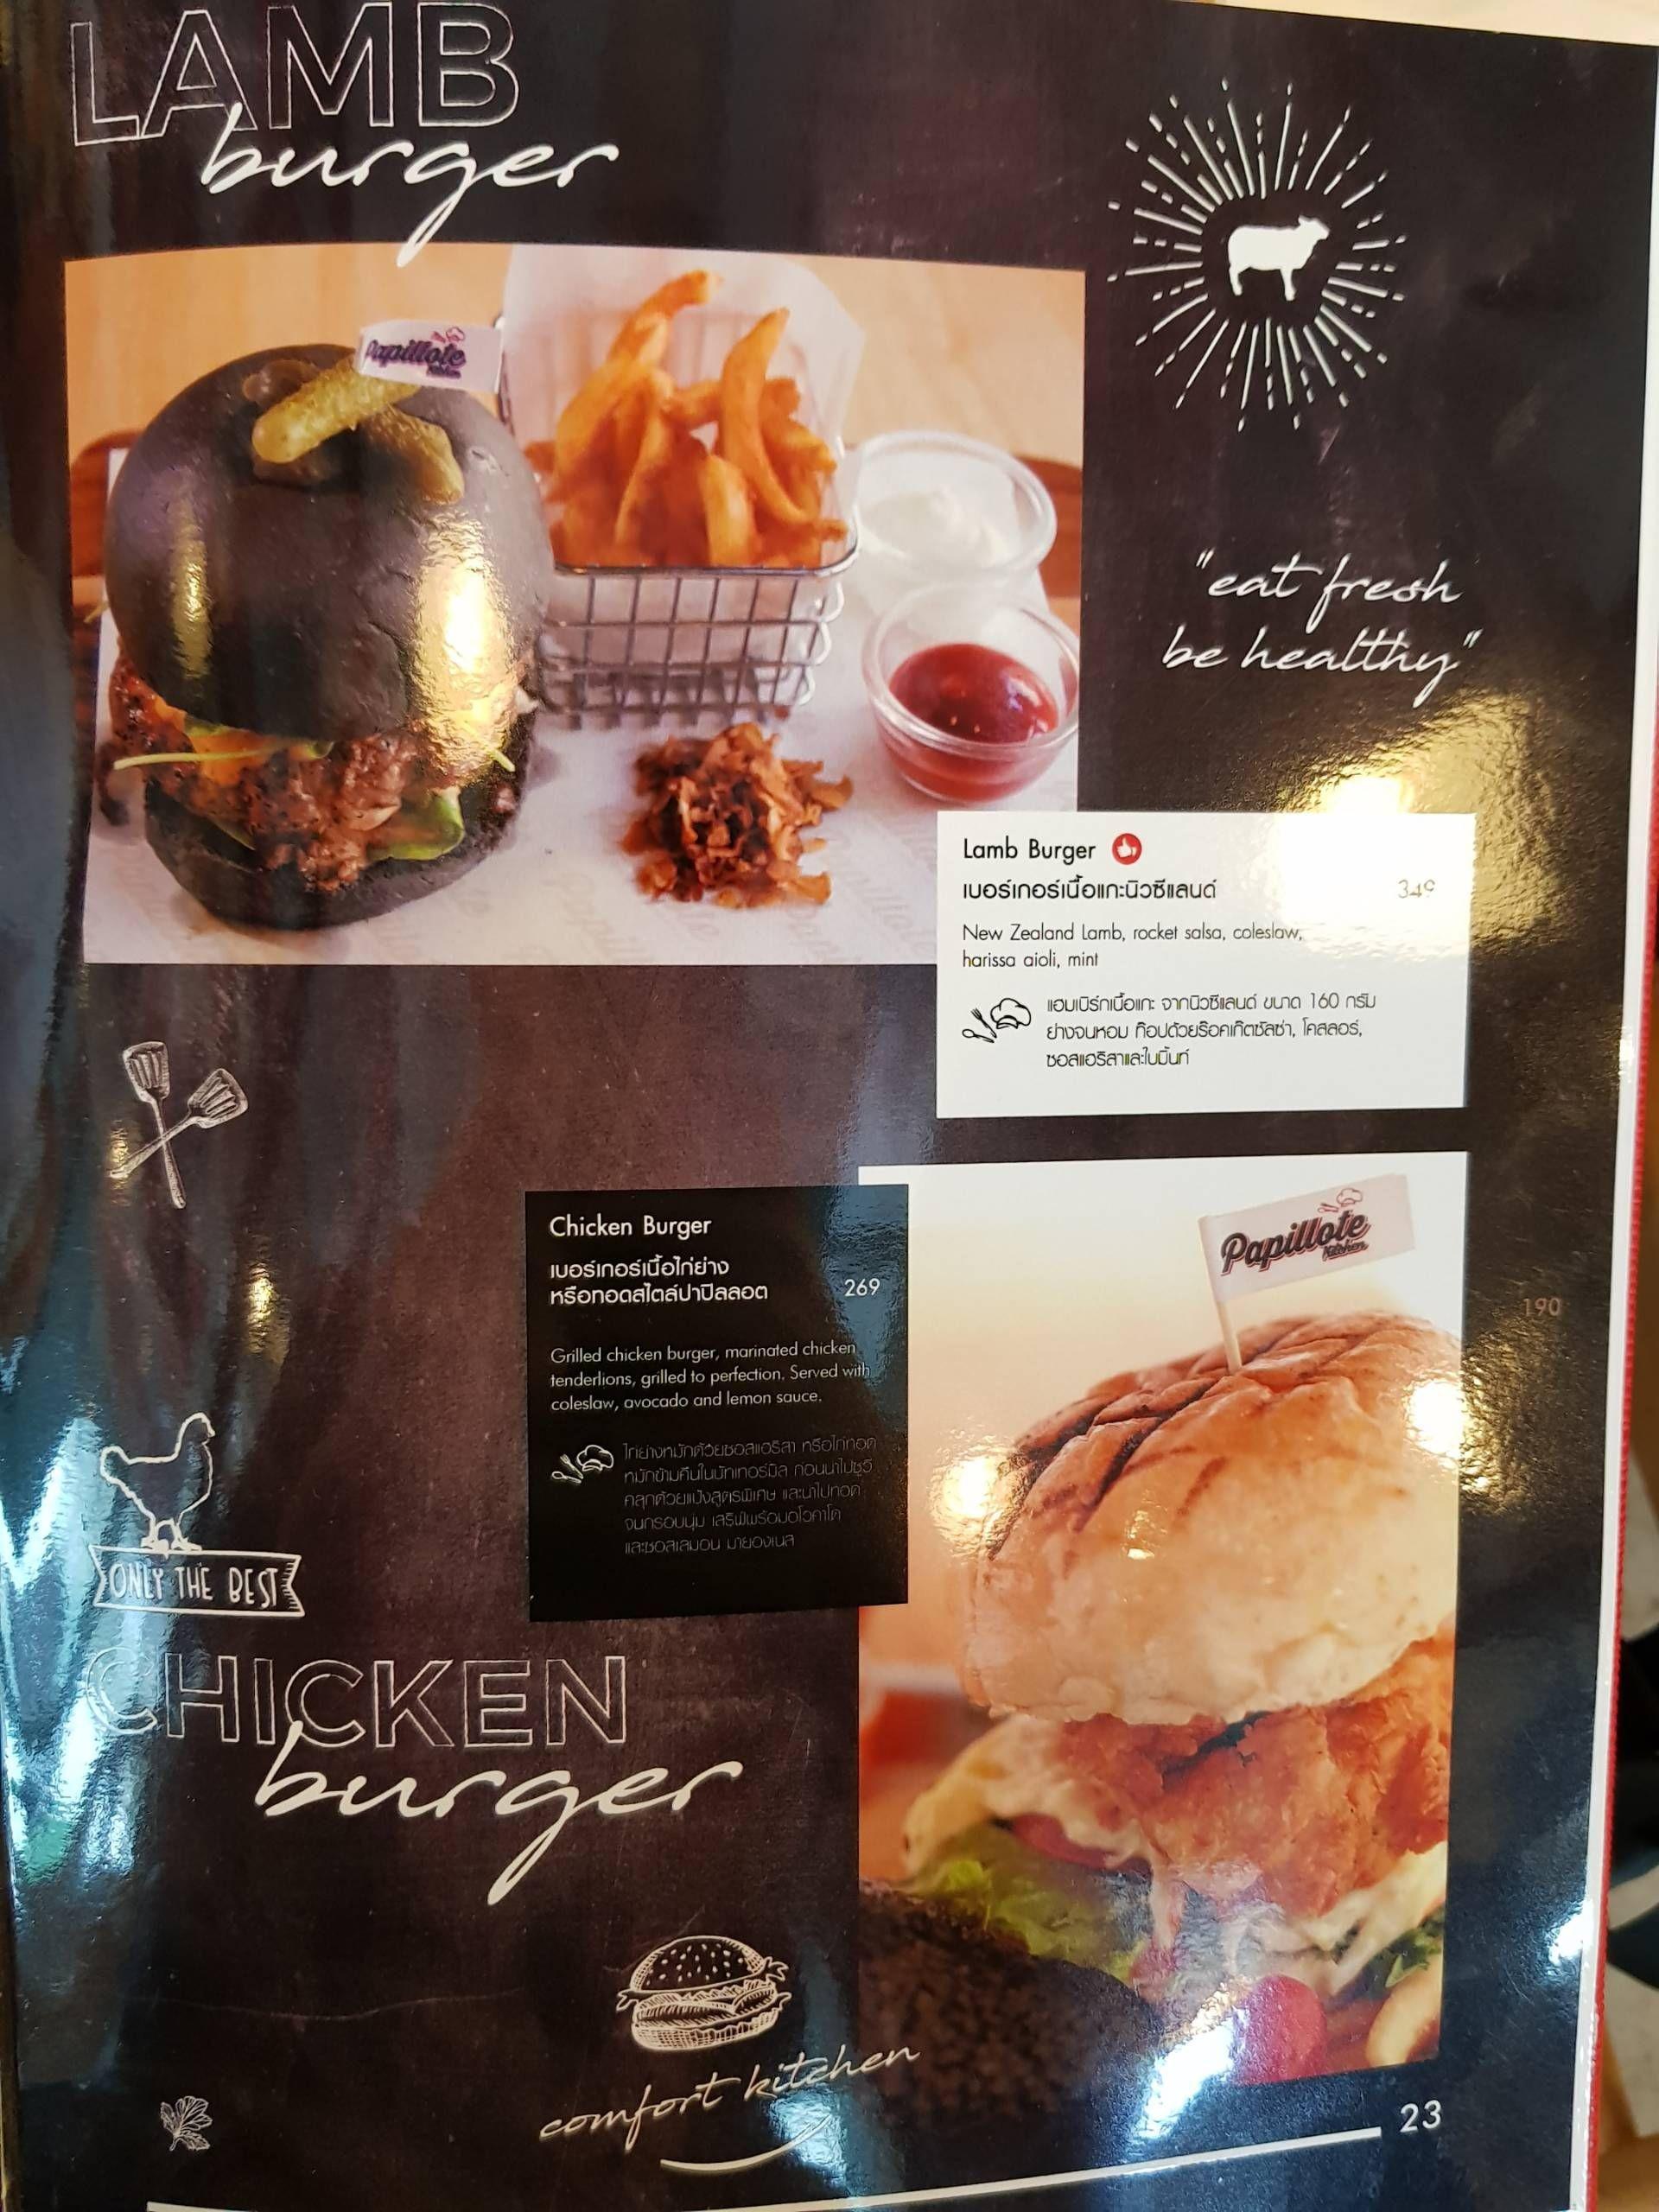 LAMB
burger
Papillote
"eat fresh
be healthy"
Lamb Burger
เบอร์เกอร์เนื้อแกะนิวซีแลนด์ 349
New Zealand Lamb, rocket salsa, coleslaw,
harissa aioli, mint
แฮมเบิร์กเนื้อแกะ จากนิวซีแลนด์ ขนาด 160 กรัม
ย่างจนหอม ท๊อปด้วยร๊อคเก๊ตซัลซ่า, โคสลอร์,
ซอสแฮริสาและใบมิ้นท์
Chicken Burger
เบอร์เกอร์เนื้อไก่ย่าง
หรือทอดสไตล์ปาปิลลอต 269
Grilled chicken burger, marinated chicken
tenderlions, grilled to perfection. Served with
coleslaw, avocado and lemon sauce.
ไก่ย่างหมักด้วยซอสแฮริสา หรือไก่ทอด
หมักข้ามคืนในบัทเทอร์มิล ก่อนนำไปชูวี
คลุกด้วยแป้งสูตรพิเศษ และนำไปทอด
จนกรอบนุ่ม เสริฟพร้อมอโวคาโด
และซอสเลมอน มายองเนส
Papillote
Kitchen
190
ONLY THE BEST
CHICKEN
burger
comfort kitchen
23